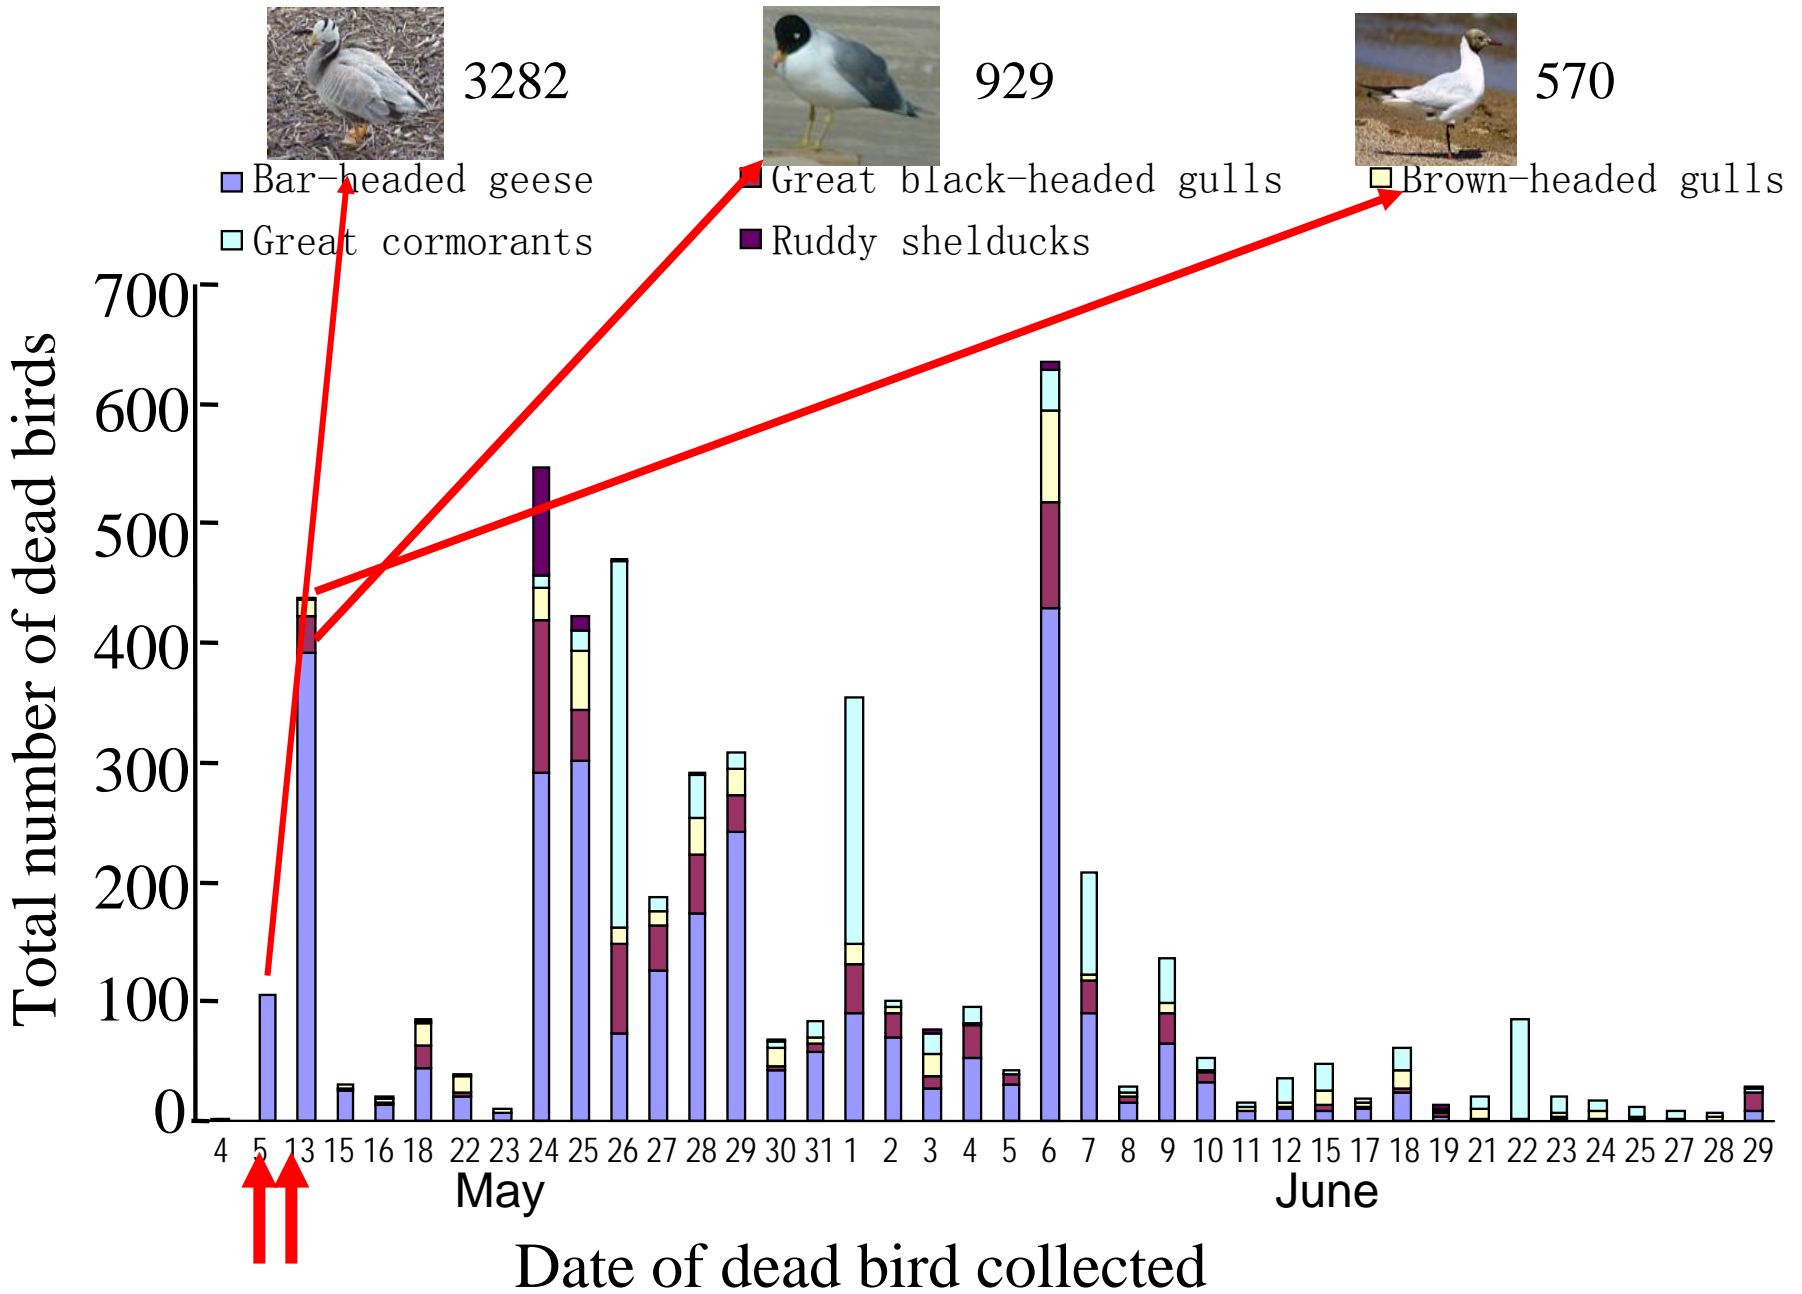 3282 929 570
Bar-headed geese Great black-headed gulls Brown-headed gulls
Great cormorants Ruddy shelducks
700
600
500
400
300
200
100
0
Total number of dead birds
4 5 13 15 16 18 22 23 24 25 26 27 28 29 30 31 1 2 3 4 5 6 7 8 9 10 11 12 15 17 18 19 21 22 23 24 25 27 28 29
May June
Date of dead bird collected